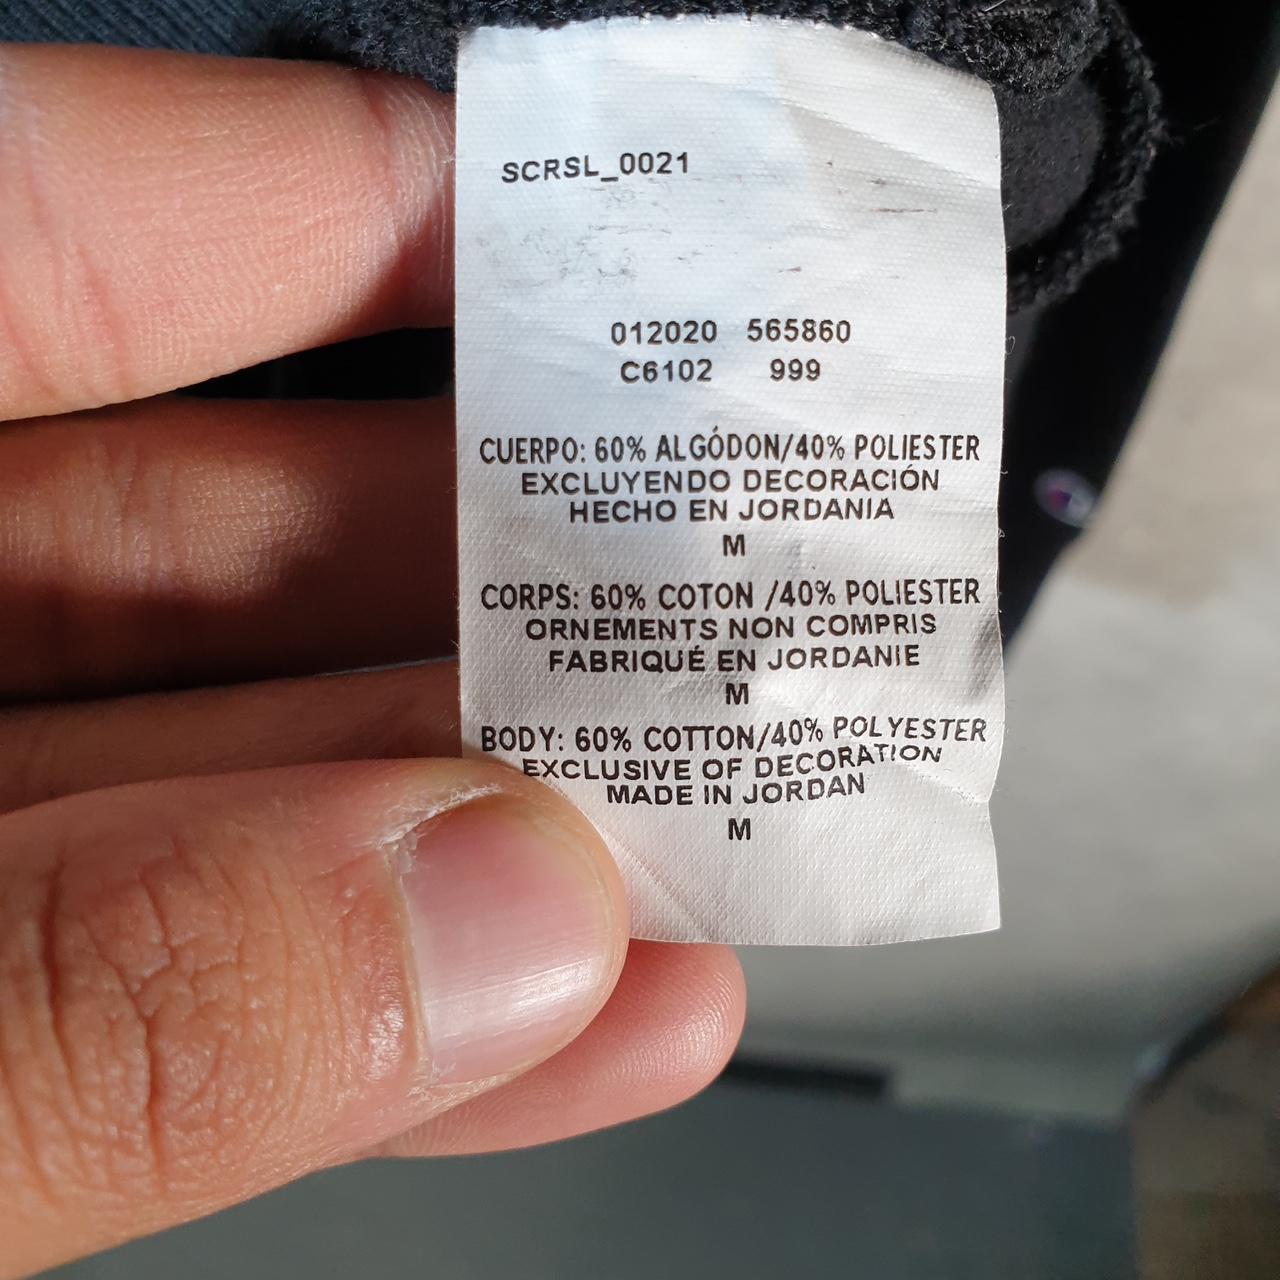 SCRSL_0021
012020 565860
C6102 999
CUERPO: 60% ALGÓDON/40% POLIESTER
EXCLUYENDO DECORACIÓN
HECHO EN JORDANIA
M
CORPS: 60% COTON /40% POLIESTER
ORNEMENTS NON COMPRIS
FABRIQUÉ EN JORDANIE
M
BODY: 60% COTTON/40% POLYESTER
EXCLUSIVE OF DECORATION
MADE IN JORDAN
M